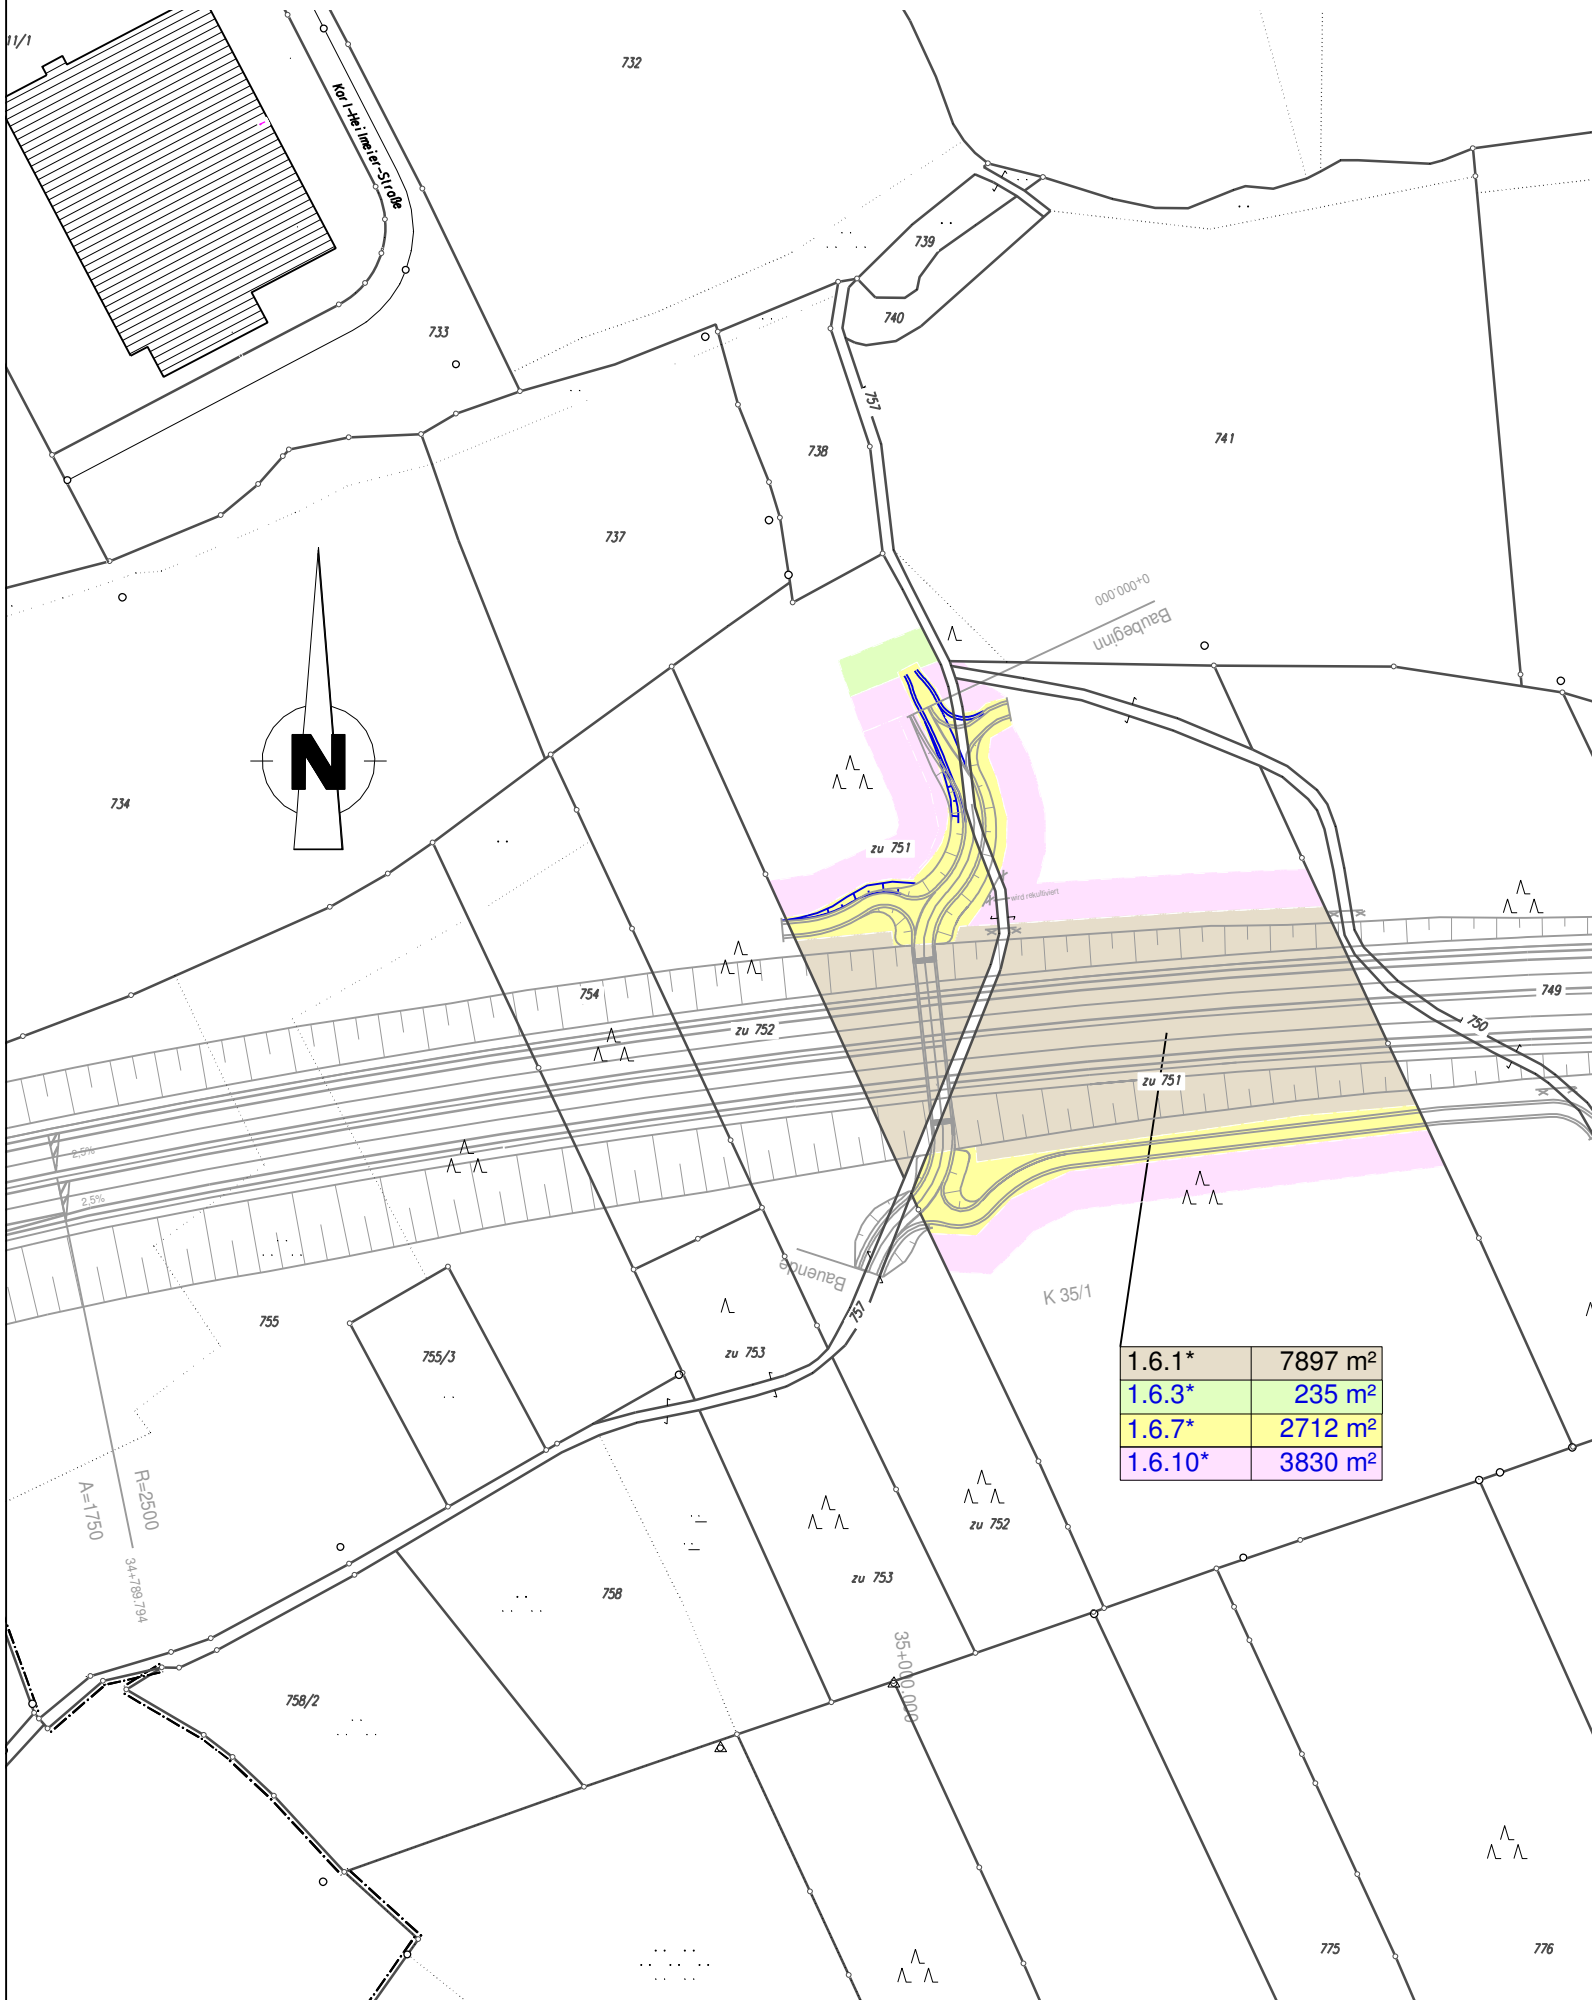 11/1
732
Karl-Heilmeier-Straße
739
740
733
757
741
738
737
0+000.000
Baubeginn
N
734
zu 751
wird rekultiviert
754
749
zu 752
750
zu 751
2,5%
2,5%
Bauende
K 35/1
755
757
755/3
zu 753
1.6.1* 7897 m²
1.6.3* 235 m²
1.6.7* 2712 m²
1.6.10* 3830 m²
R=2500
A=1750
34+789.794
zu 752
zu 753
758
35+000.000
758/2
775
776